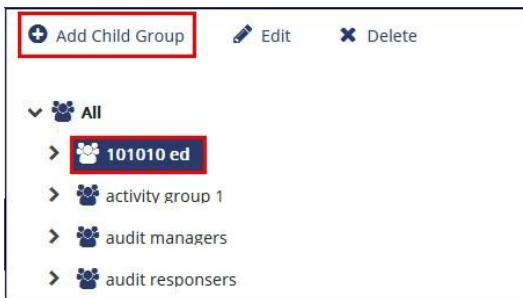 Add Child Group Edit Delete
All
101010 ed
activity group 1
audit managers
audit responsers